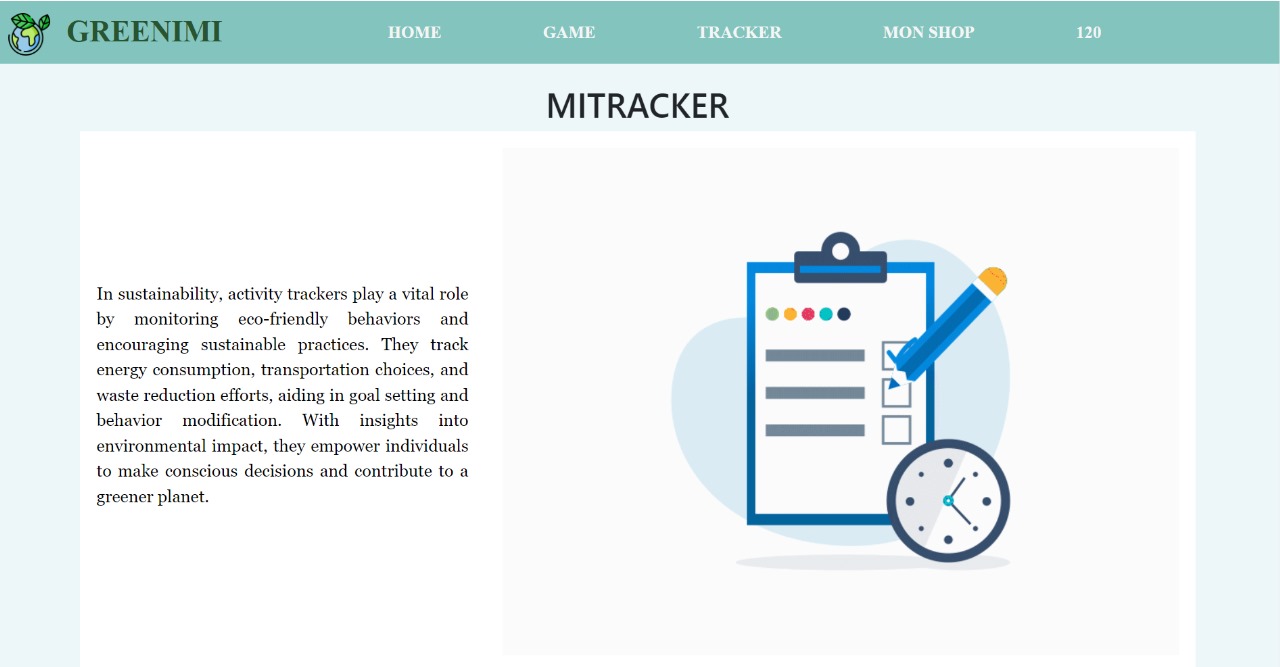 GREENIMI
HOME
GAME
TRACKER
MON SHOP
120
MITRACKER
In sustainability, activity trackers play a vital role
by monitoring eco-friendly behaviors and
encouraging sustainable practices. They track
energy consumption, transportation choices, and
waste reduction efforts, aiding in goal setting and
behavior modification. With insights into
environmental impact, they empower individuals
to make conscious decisions and contribute to a
greener planet.